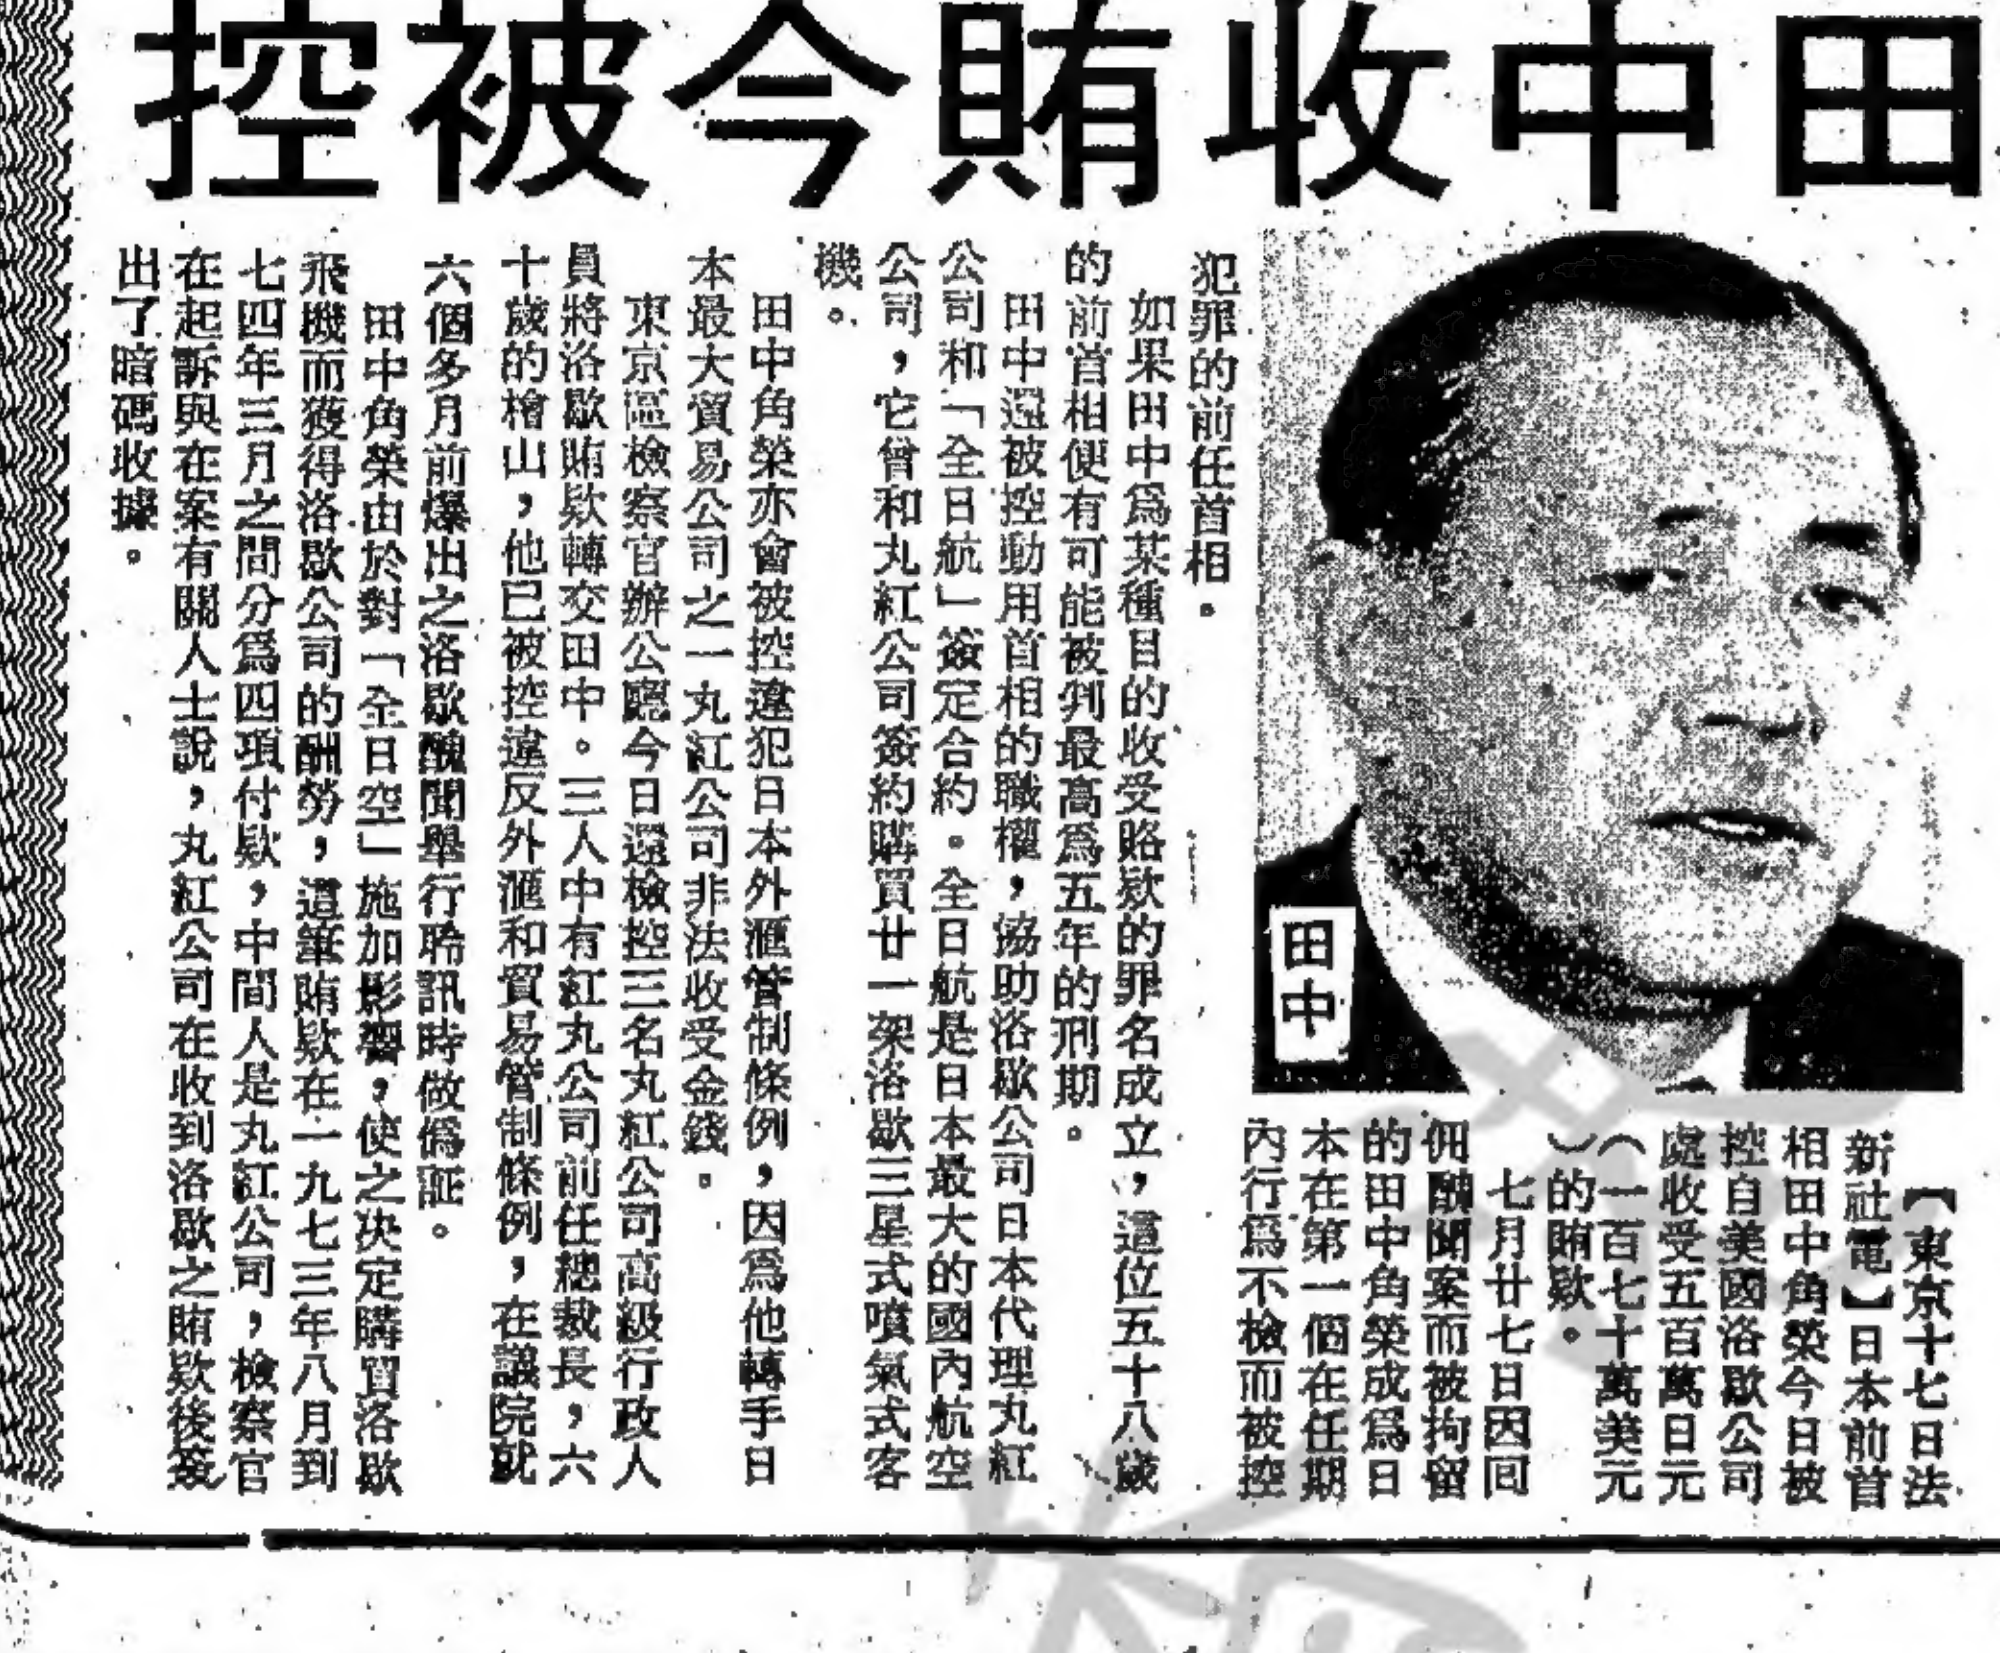 田中收賄今被控
田中
【東京十七日法
新社電】日本前首
相田中角榮今日被
控自美國洛歇公司
處收受五百萬日元
(一百七十萬美元
)的賄欵。
七月廿七日因同
佣酬聞案而被拘留
的田中角榮成爲日
本在第一個在任期
內行爲不檢而被控
犯罪的前任首相。
如果田中爲某種目的收受賂欵的罪名成立,這位五十八歲
的前首相便有可能被判最高爲五年的刑期。
田中還被控動用首相的職權,協助洛歇公司日本代理丸紅
公司和「全日航」簽定合約。全日航是日本最大的國內航空
公司,它曾和丸紅公司簽約購買廿一架洛歇三星式噴氣式客
機。
田中角榮亦會被控違犯日本外滙管制條例,因爲他轉手日
本最大貿易公司之一丸紅公司非法收受金錢。
東京區檢察官辦公廳今日還檢控三名丸紅公司高級行政人
員將洛歇賄欵轉交田中。三人中有紅丸公司前任總裁長,六
十歲的檜山,他已被控違反外滙和貿易管制條例,在議院就
六個多月前爆出之洛歇醜聞舉行聆訊時做僞証。
田中角榮由於對「全日空」施加影響,使之決定購買洛歇
飛機而獲得洛歇公司的酬勞,這筆賄欵在一九七三年八月到
七四年三月之間分爲四項付欵,中間人是丸紅公司,檢察官
在起訴與在案有關人士說,丸紅公司在收到洛歇之賄欵後簽
出了暗碼收據。